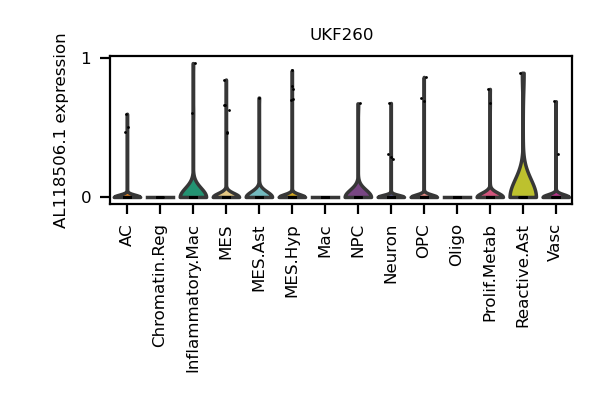 UKF260
AL118506.1 expression
1
0
AC
Chromatin.Reg
Inflammatory.Mac
MES
MES.Ast
MES.Hyp
Mac
NPC
Neuron
OPC
Oligo
Prolif.Metab
Reactive.Ast
Vasc